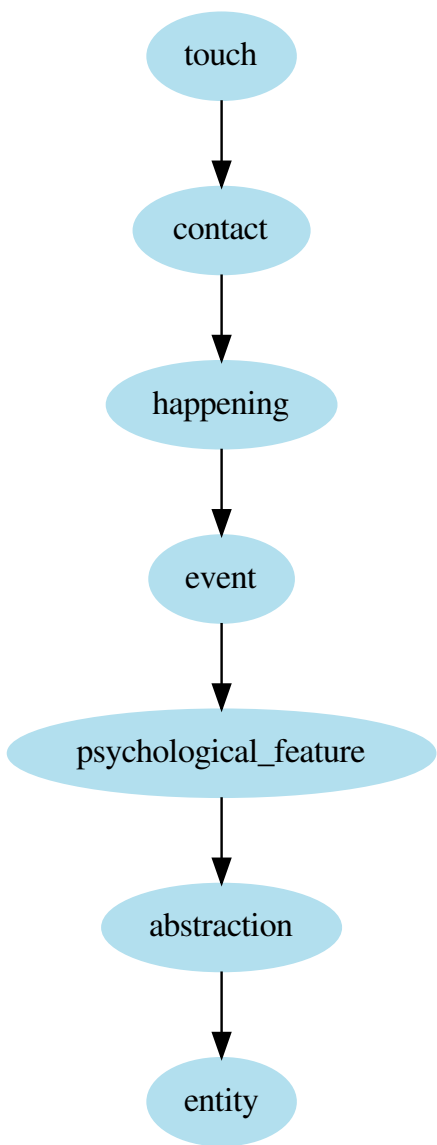 touch
contact
happening
event
psychological_feature
abstraction
entity